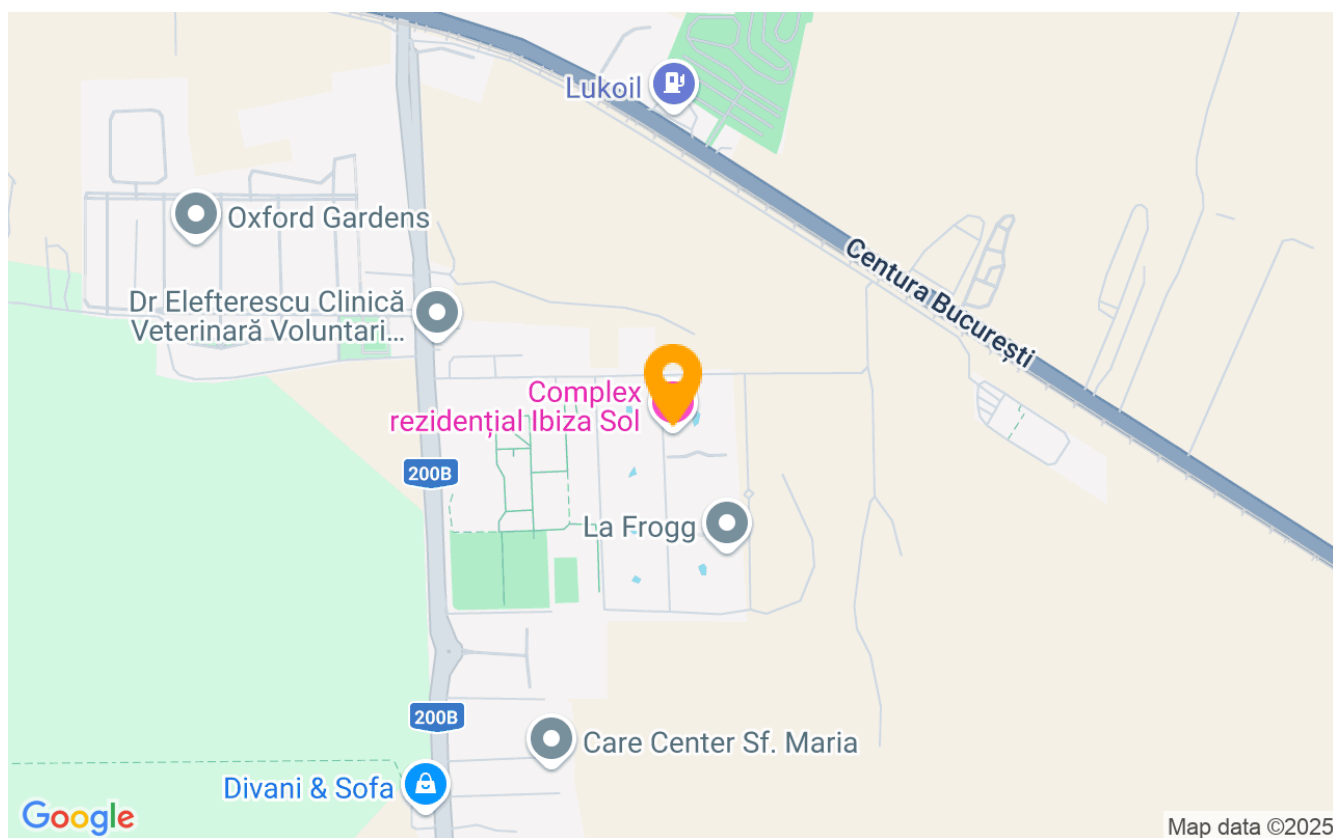 Lukoil
Oxford Gardens
Centura București
Dr Elefterescu Clinică
Veterinară Voluntari...
Complex
rezidențial Ibiza Sol
200B
La Frogg
200B
Care Center Sf. Maria
Divani & Sofa
Google
Map data ©2025